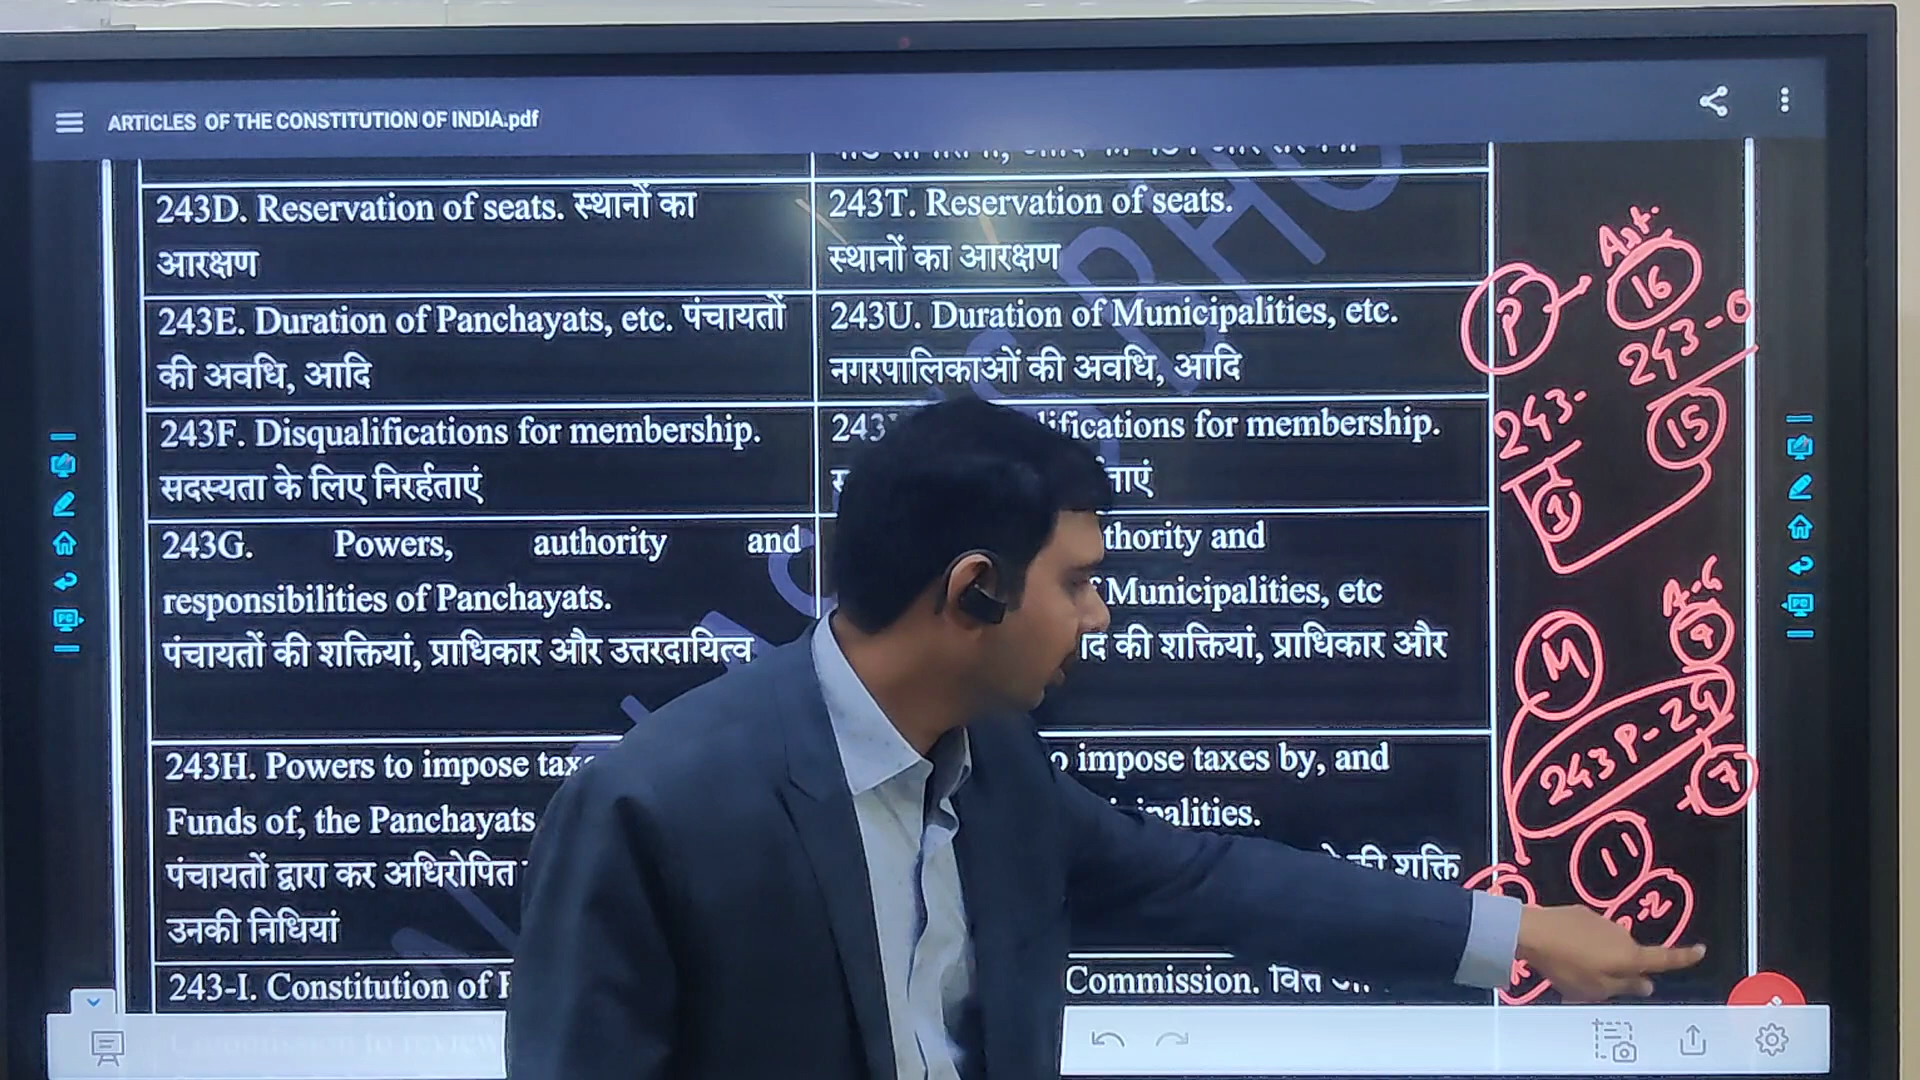 ARTICLES OF THE CONSTITUTION OF INDIA.pdf
243D. Reservation of seats. स्थानों का
आरक्षण
243T. Reservation of seats.
स्थानों का आरक्षण
243E. Duration of Panchayats, etc. पंचायतों
की अवधि, आदि
243U. Duration of Municipalities, etc.
नगरपालिकाओं की अवधि, आदि
243F. Disqualifications for membership.
सदस्यता के लिए निरर्हताएं
lifications for membership.
243G. Powers, authority and
responsibilities of Panchayats.
पंचायतों की शक्तियां, प्राधिकार और उत्तरदायित्व
thority and
Municipalities, etc
की शक्तियां, प्राधिकार और
243H. Powers to impose tax
Funds of, the Panchayats
पंचायतों द्वारा कर अधिरोपित
उनकी निधियां
impose taxes by, and
की शक्ति
243-I. Constitution of
Commission. वित्त
Art.
P 16
243-O
243-
I 15
M 9
243P-ZG
7
11